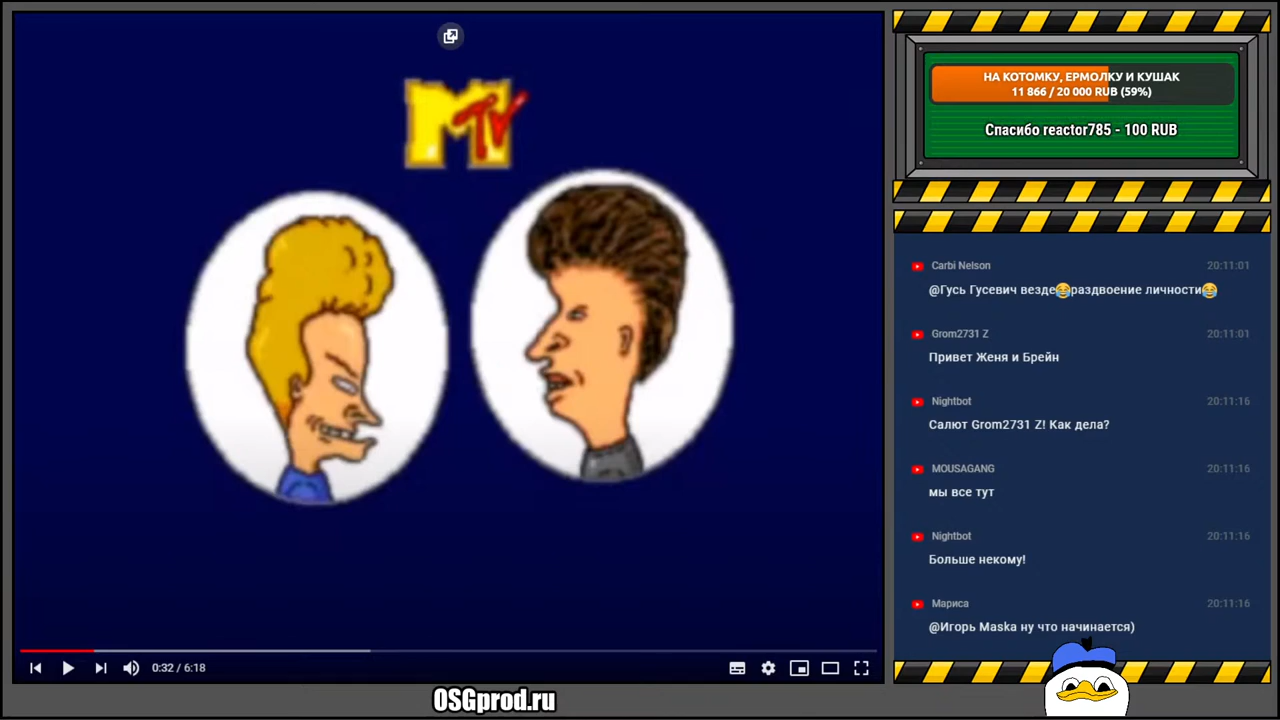 MTV
0:32 / 6:18
OSGprod.ru
НА КОТОМКУ, ЕРМОЛКУ И КУШАК
11 866 / 20 000 RUB (59%)
Спасибо reactor785 - 100 RUB
Carbi Nelson 20:11:01
@Гусь Гусевич везде😂раздвоение личности😂
Grom2731 Z 20:11:01
Привет Женя и Брейн
Nightbot 20:11:16
Салют Grom2731 Z! Как дела?
MOUSAGANG 20:11:16
мы все тут
Nightbot 20:11:16
Больше некому!
Мариса 20:11:16
@Игорь Maska ну что начинается)